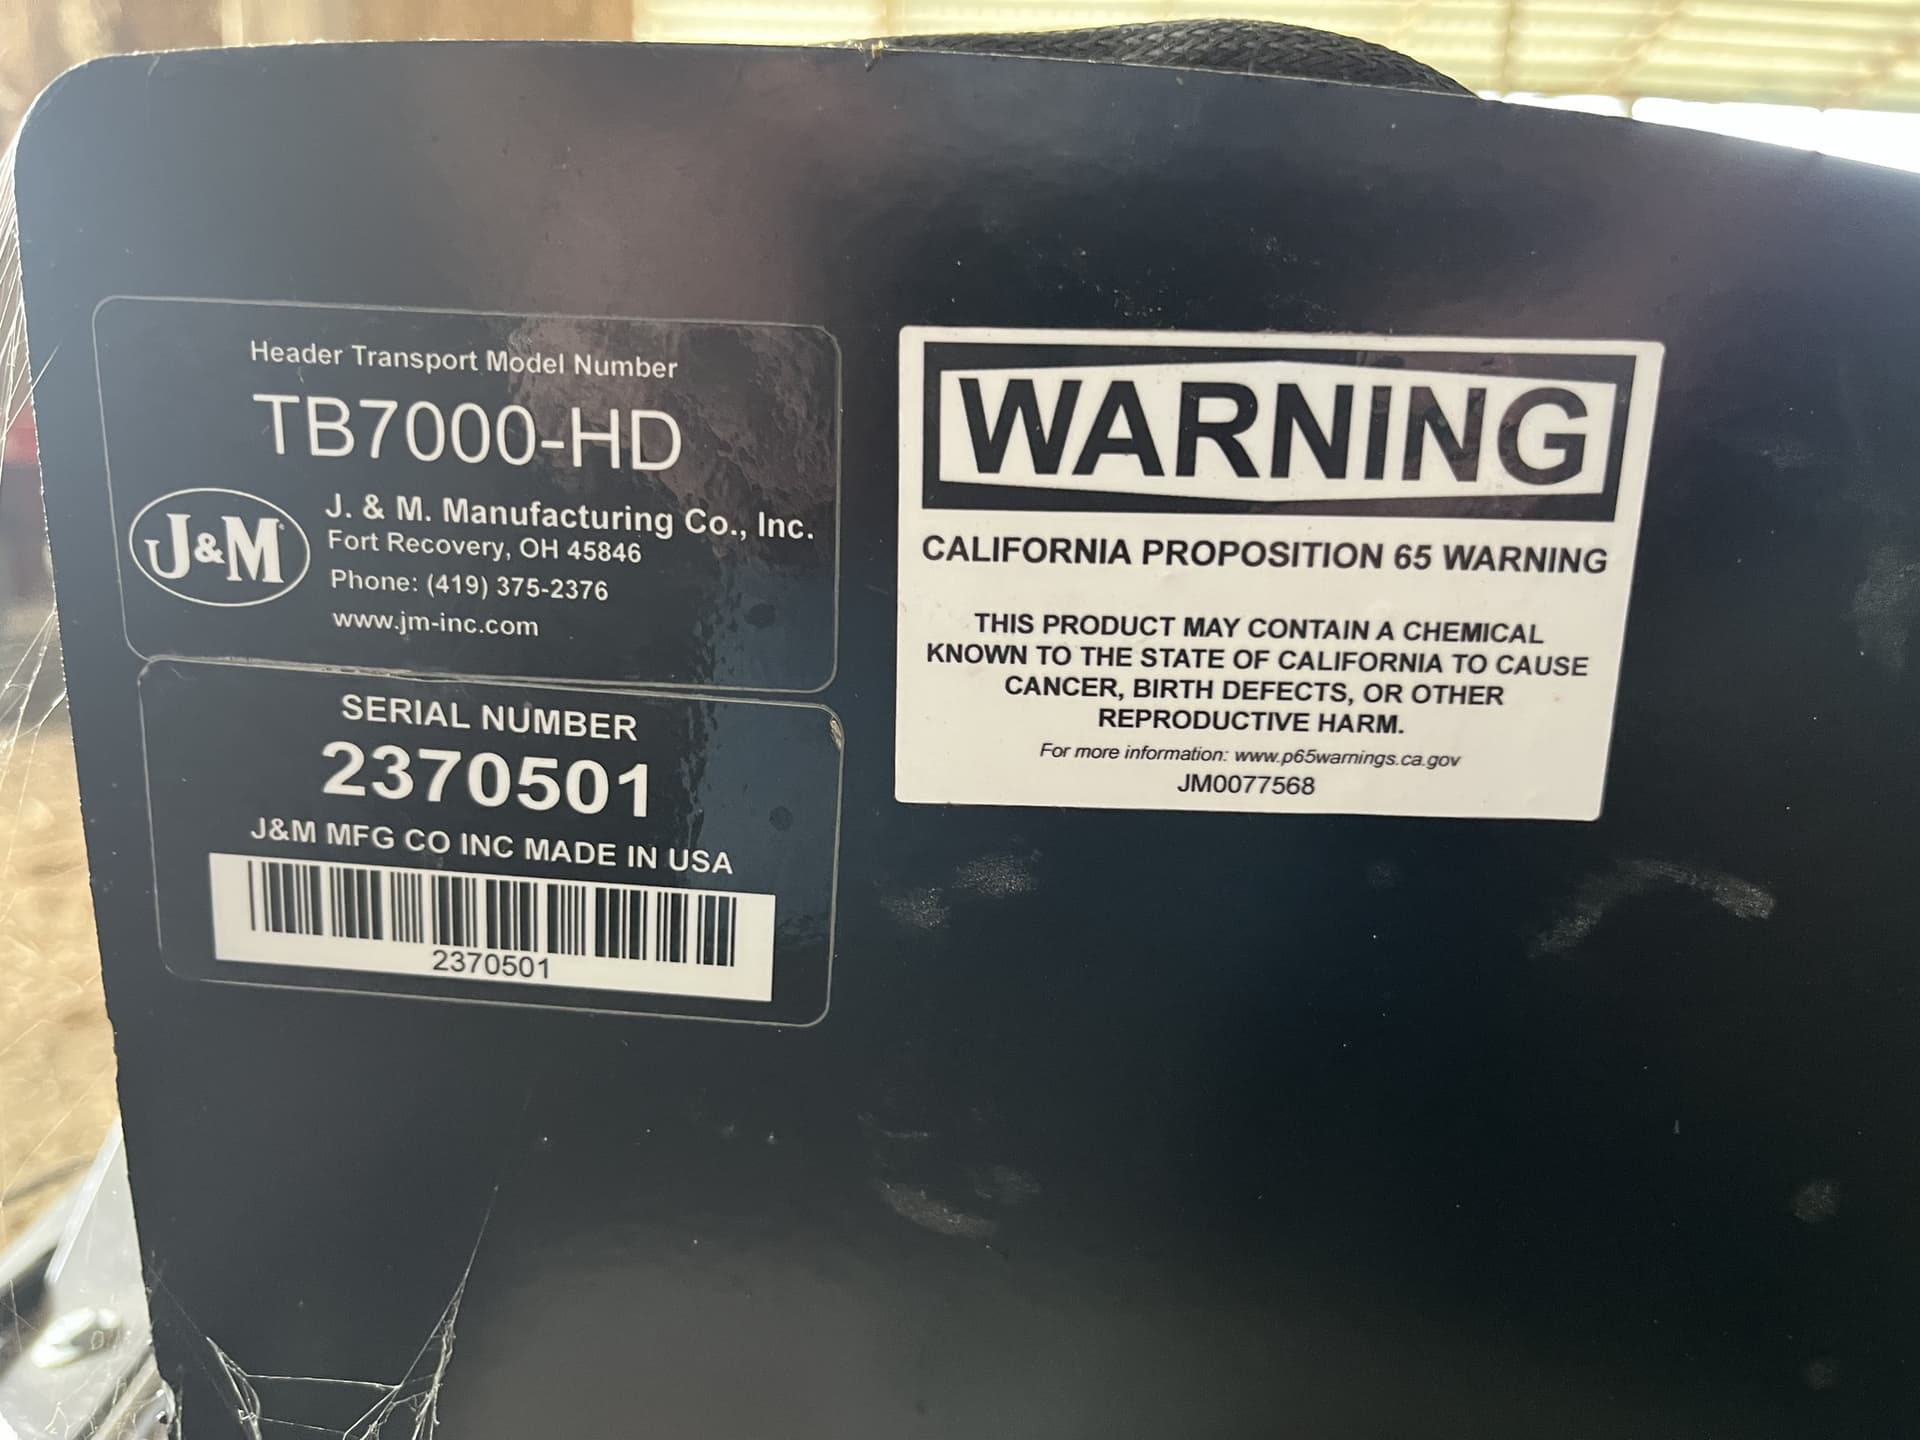 Header Transport Model Number
TB7000-HD
J&M
J. & M. Manufacturing Co., Inc.
Fort Recovery, OH 45846
Phone: (419) 375-2376
www.jm-inc.com
SERIAL NUMBER
2370501
J&M MFG CO INC MADE IN USA
2370501
WARNING
CALIFORNIA PROPOSITION 65 WARNING
THIS PRODUCT MAY CONTAIN A CHEMICAL
KNOWN TO THE STATE OF CALIFORNIA TO CAUSE
CANCER, BIRTH DEFECTS, OR OTHER
REPRODUCTIVE HARM.
For more information: www.p65warnings.ca.gov
JM0077568